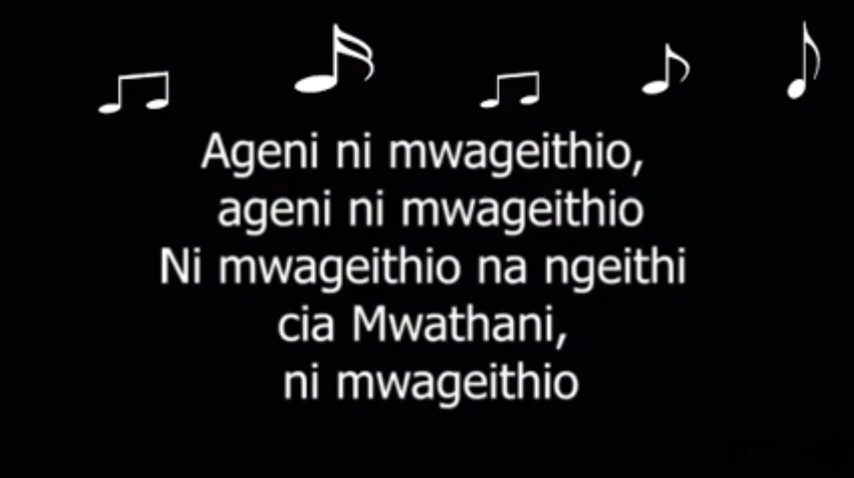 Ageni ni mwageithio,
ageni ni mwageithio
Ni mwageithio na ngeithi
cia Mwathani,
ni mwageithio